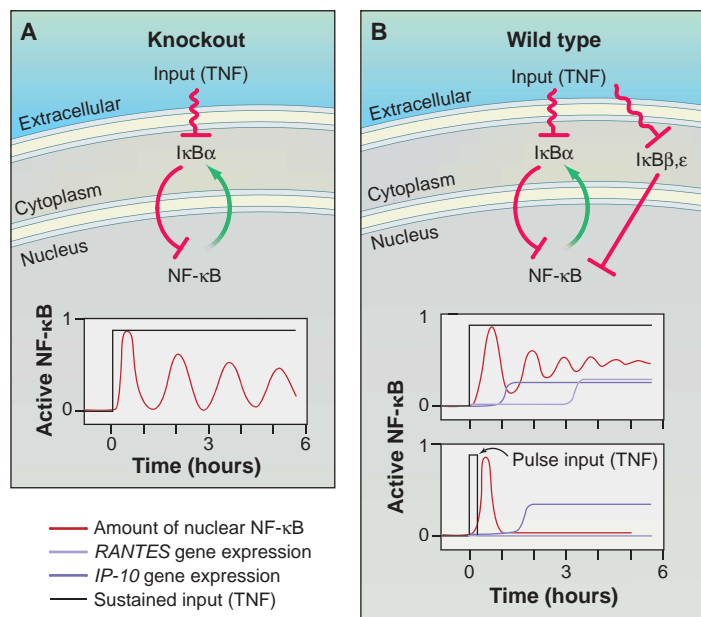 A
Knockout
Input (TNF)
Extracellular
IκBα
Cytoplasm
Nucleus
NF-κB
Active NF-κB
1
0
0
3
6
Time (hours)
B
Wild type
Input (TNF)
Extracellular
IκBα
IκBβ,ε
Cytoplasm
Nucleus
NF-κB
Active NF-κB
1
0
1
Pulse input (TNF)
0
0
3
6
Time (hours)
Amount of nuclear NF-κB
RANTES gene expression
IP-10 gene expression
Sustained input (TNF)